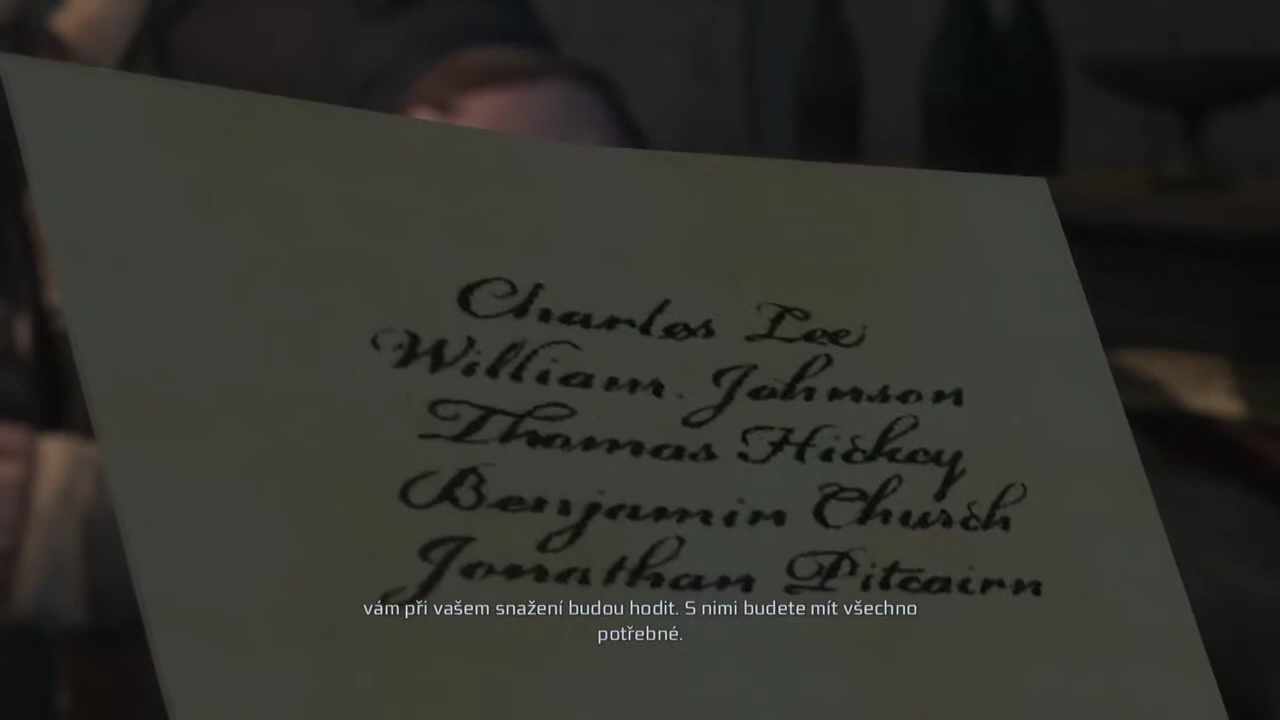 Charles Lee
William Johnson
Thomas Hickey
Benjamin Church
Jonathan Pitcairn
vám při vašem snažení budou hodit. S nimi budete mít všechno
potřebné.